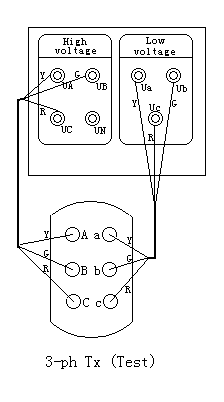 High
voltage
Low
voltage
Y
G
UA
UB
Ua
Ub
Y
G
R
Uc
UC
UN
R
Y
A
a
Y
G
B
b
G
R
C
c
R
3-ph Tx (Test)